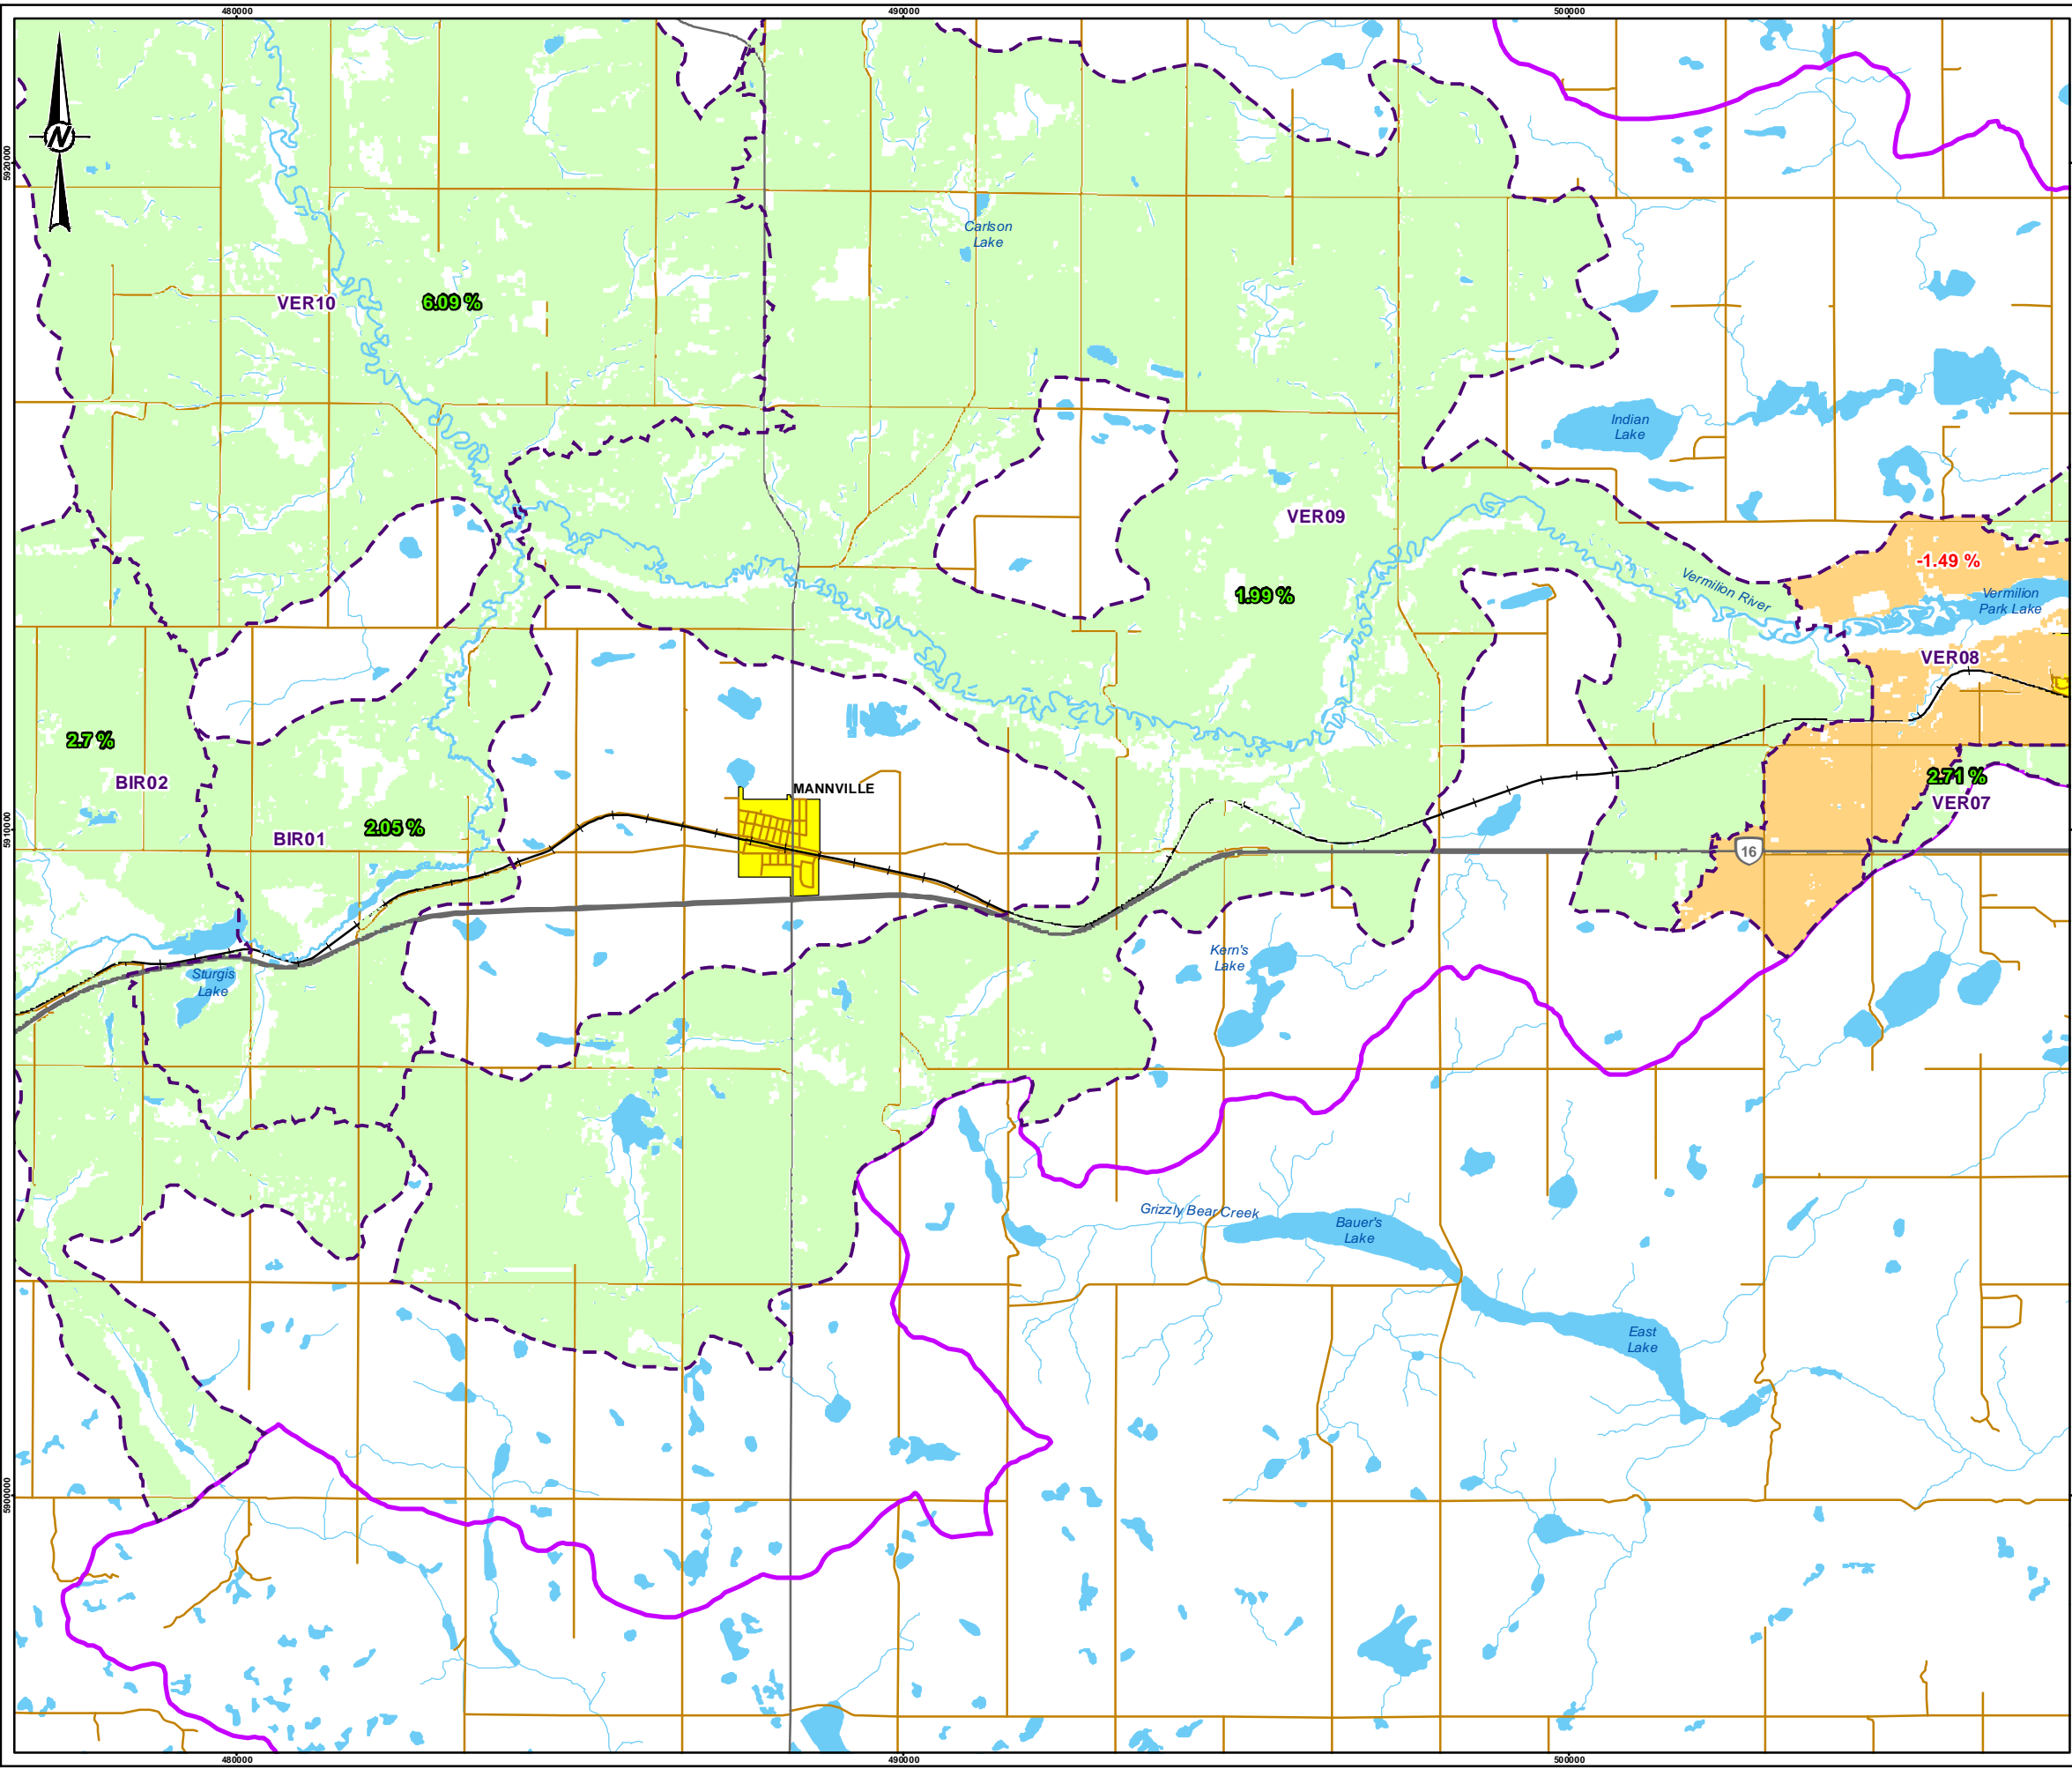 480000
490000
500000
N
5920000
Carlson
Lake
VER10
6.09 %
Indian
Lake
VER09
-1.49 %
Vermilion River
Vermilion
Park Lake
1.99 %
VER08
2.7 %
BIR02
MANNVILLE
2.71 %
VER07
5910000
BIR01
2.05 %
16
Kern's
Lake
Sturgis
Lake
Grizzly Bear Creek
Bauer's
Lake
East
Lake
5900000
480000
490000
500000